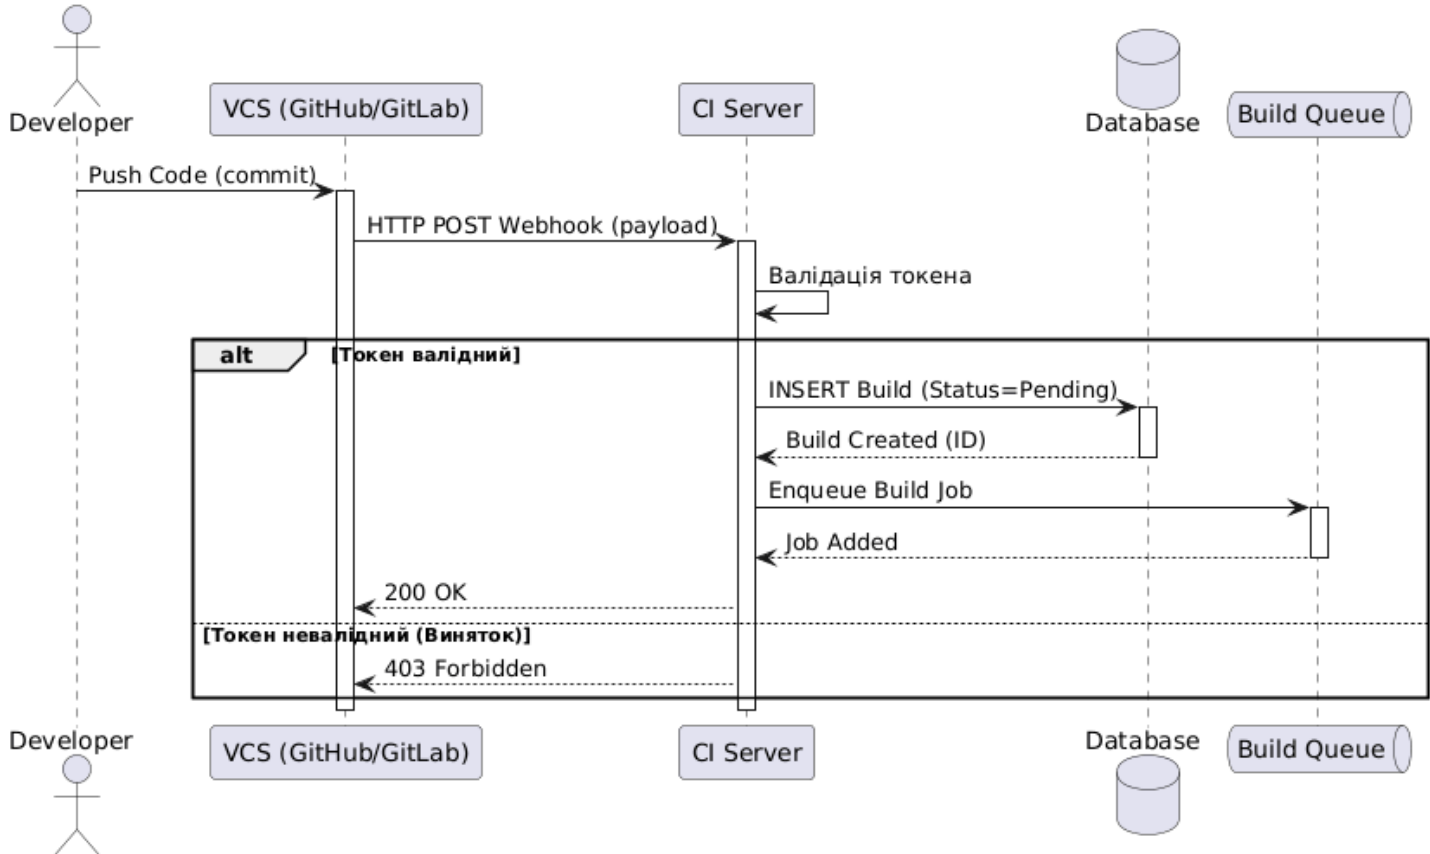 Developer
VCS (GitHub/GitLab)
CI Server
Database
Build Queue
Push Code (commit)
HTTP POST Webhook (payload)
Валідація токена
alt
[Токен валідний]
INSERT Build (Status=Pending)
Build Created (ID)
Enqueue Build Job
Job Added
200 OK
[Токен невалідний (Виняток)]
403 Forbidden
Developer
VCS (GitHub/GitLab)
CI Server
Database
Build Queue